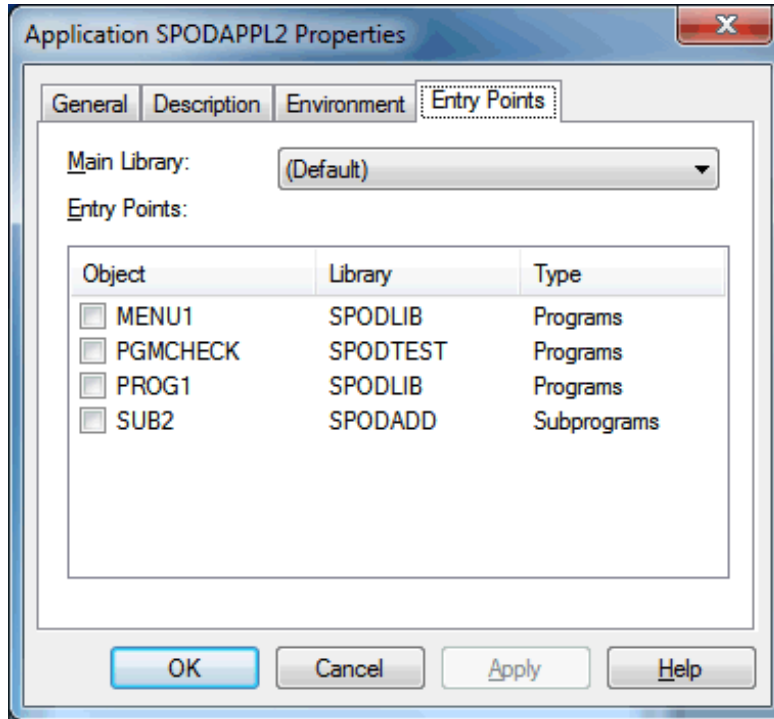 Application SPODAPPL2 Properties
General Description Environment Entry Points
Main Library: (Default)
Entry Points:
Object Library Type
MENU1 SPODLIB Programs
PGMCHECK SPODTEST Programs
PROG1 SPODLIB Programs
SUB2 SPODADD Subprograms
OK Cancel Apply Help